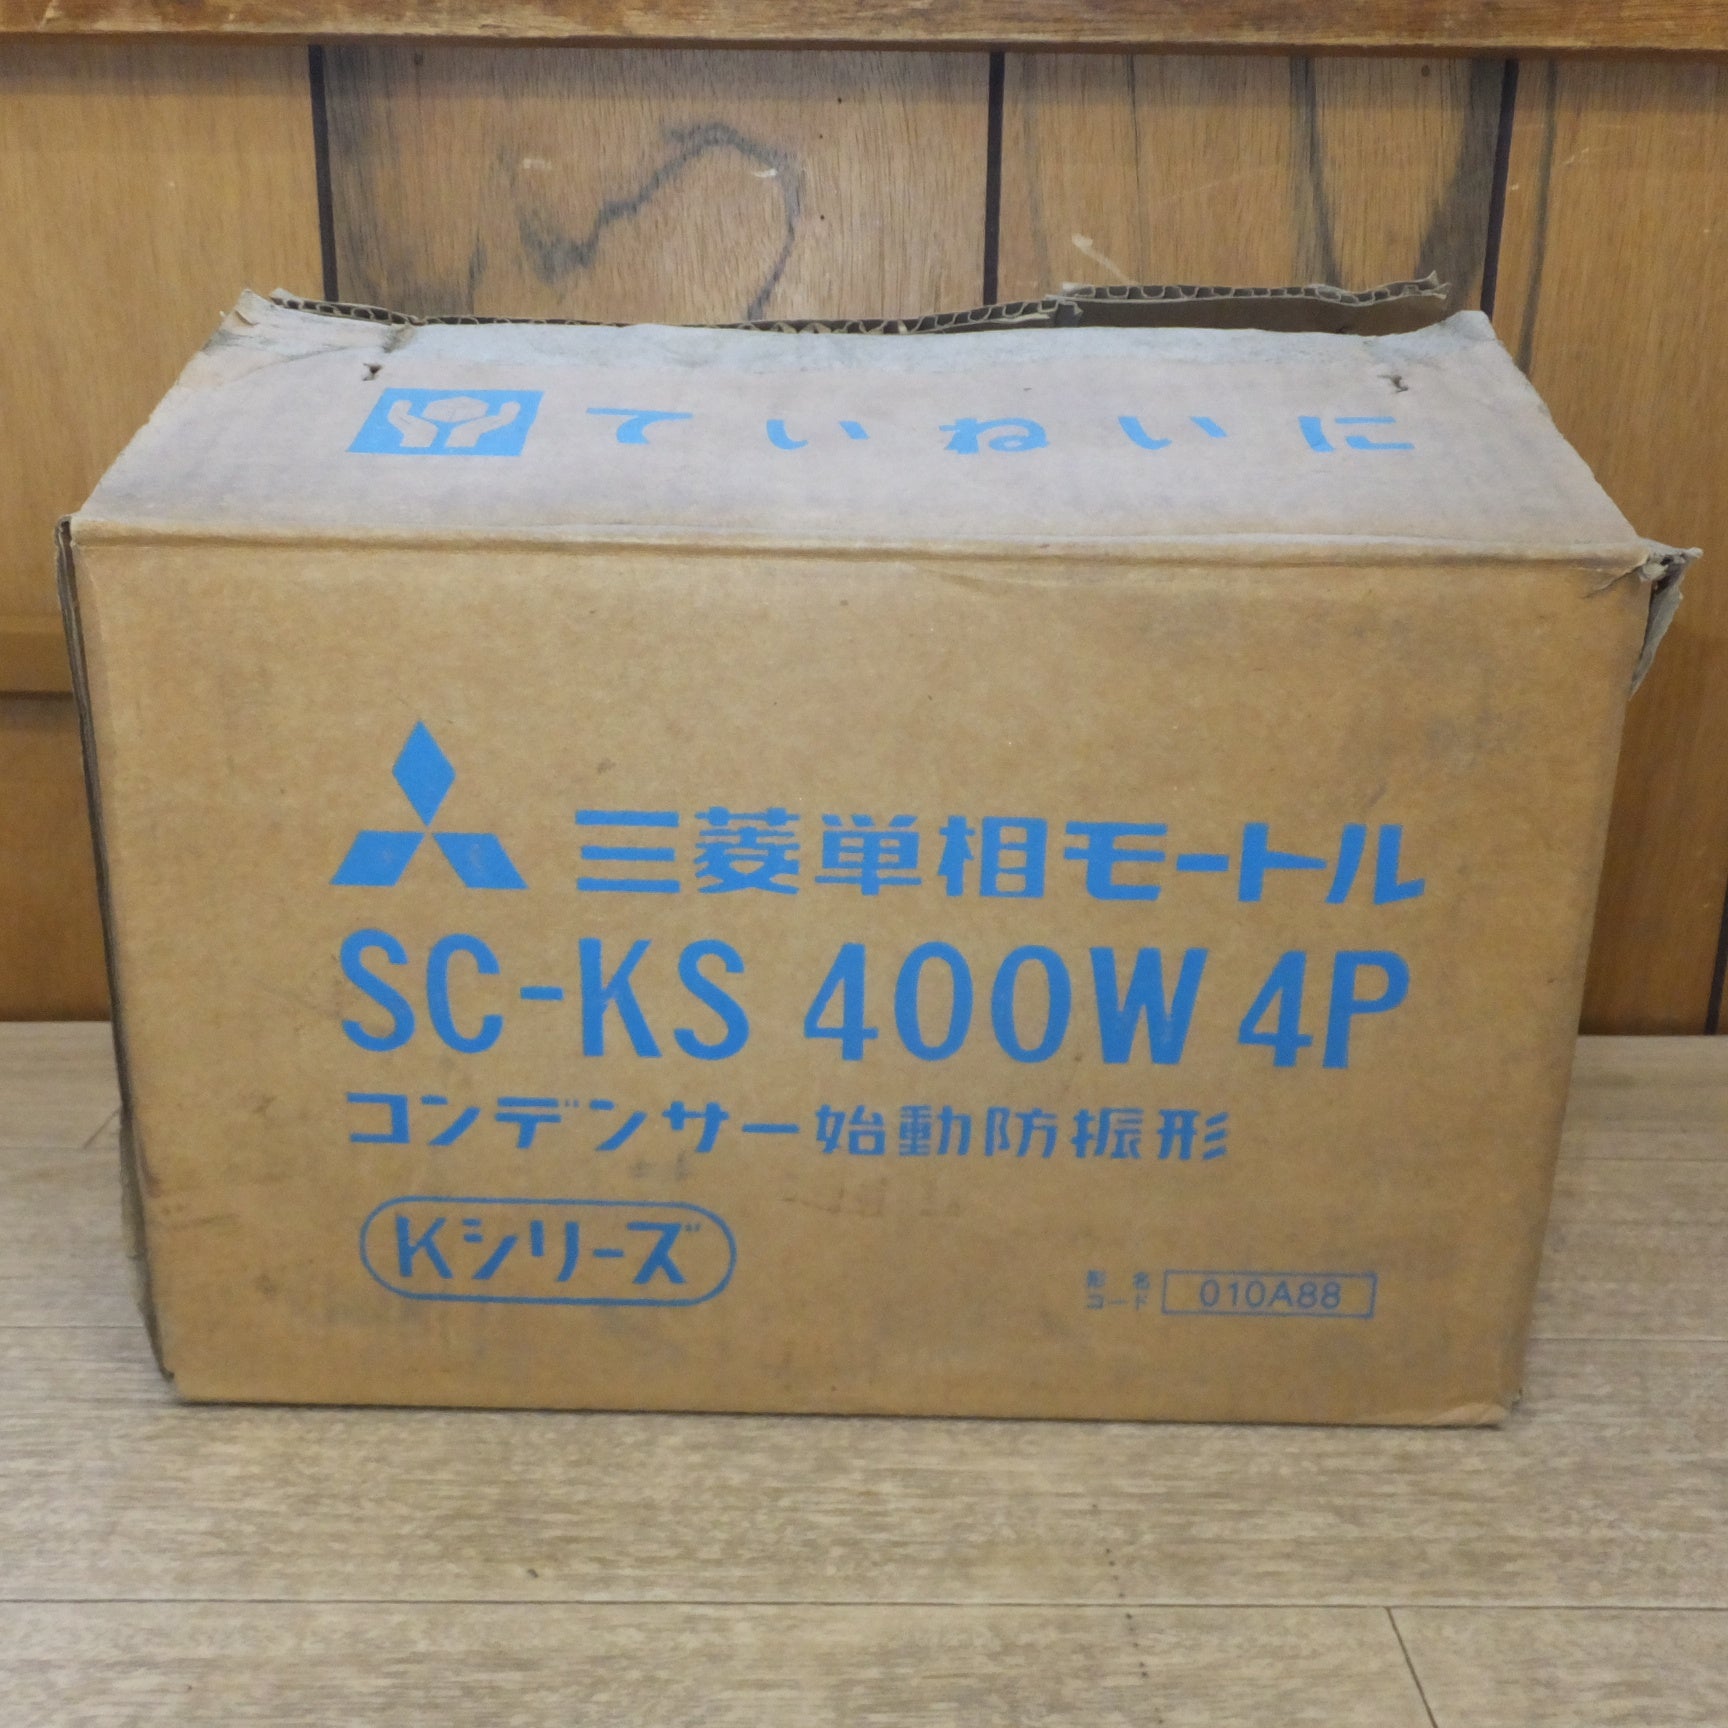 ていねいに
三菱単相モートル
SC-KS 400W 4P
コンデンサー始動防振形
Kシリーズ
形名コード 010A88